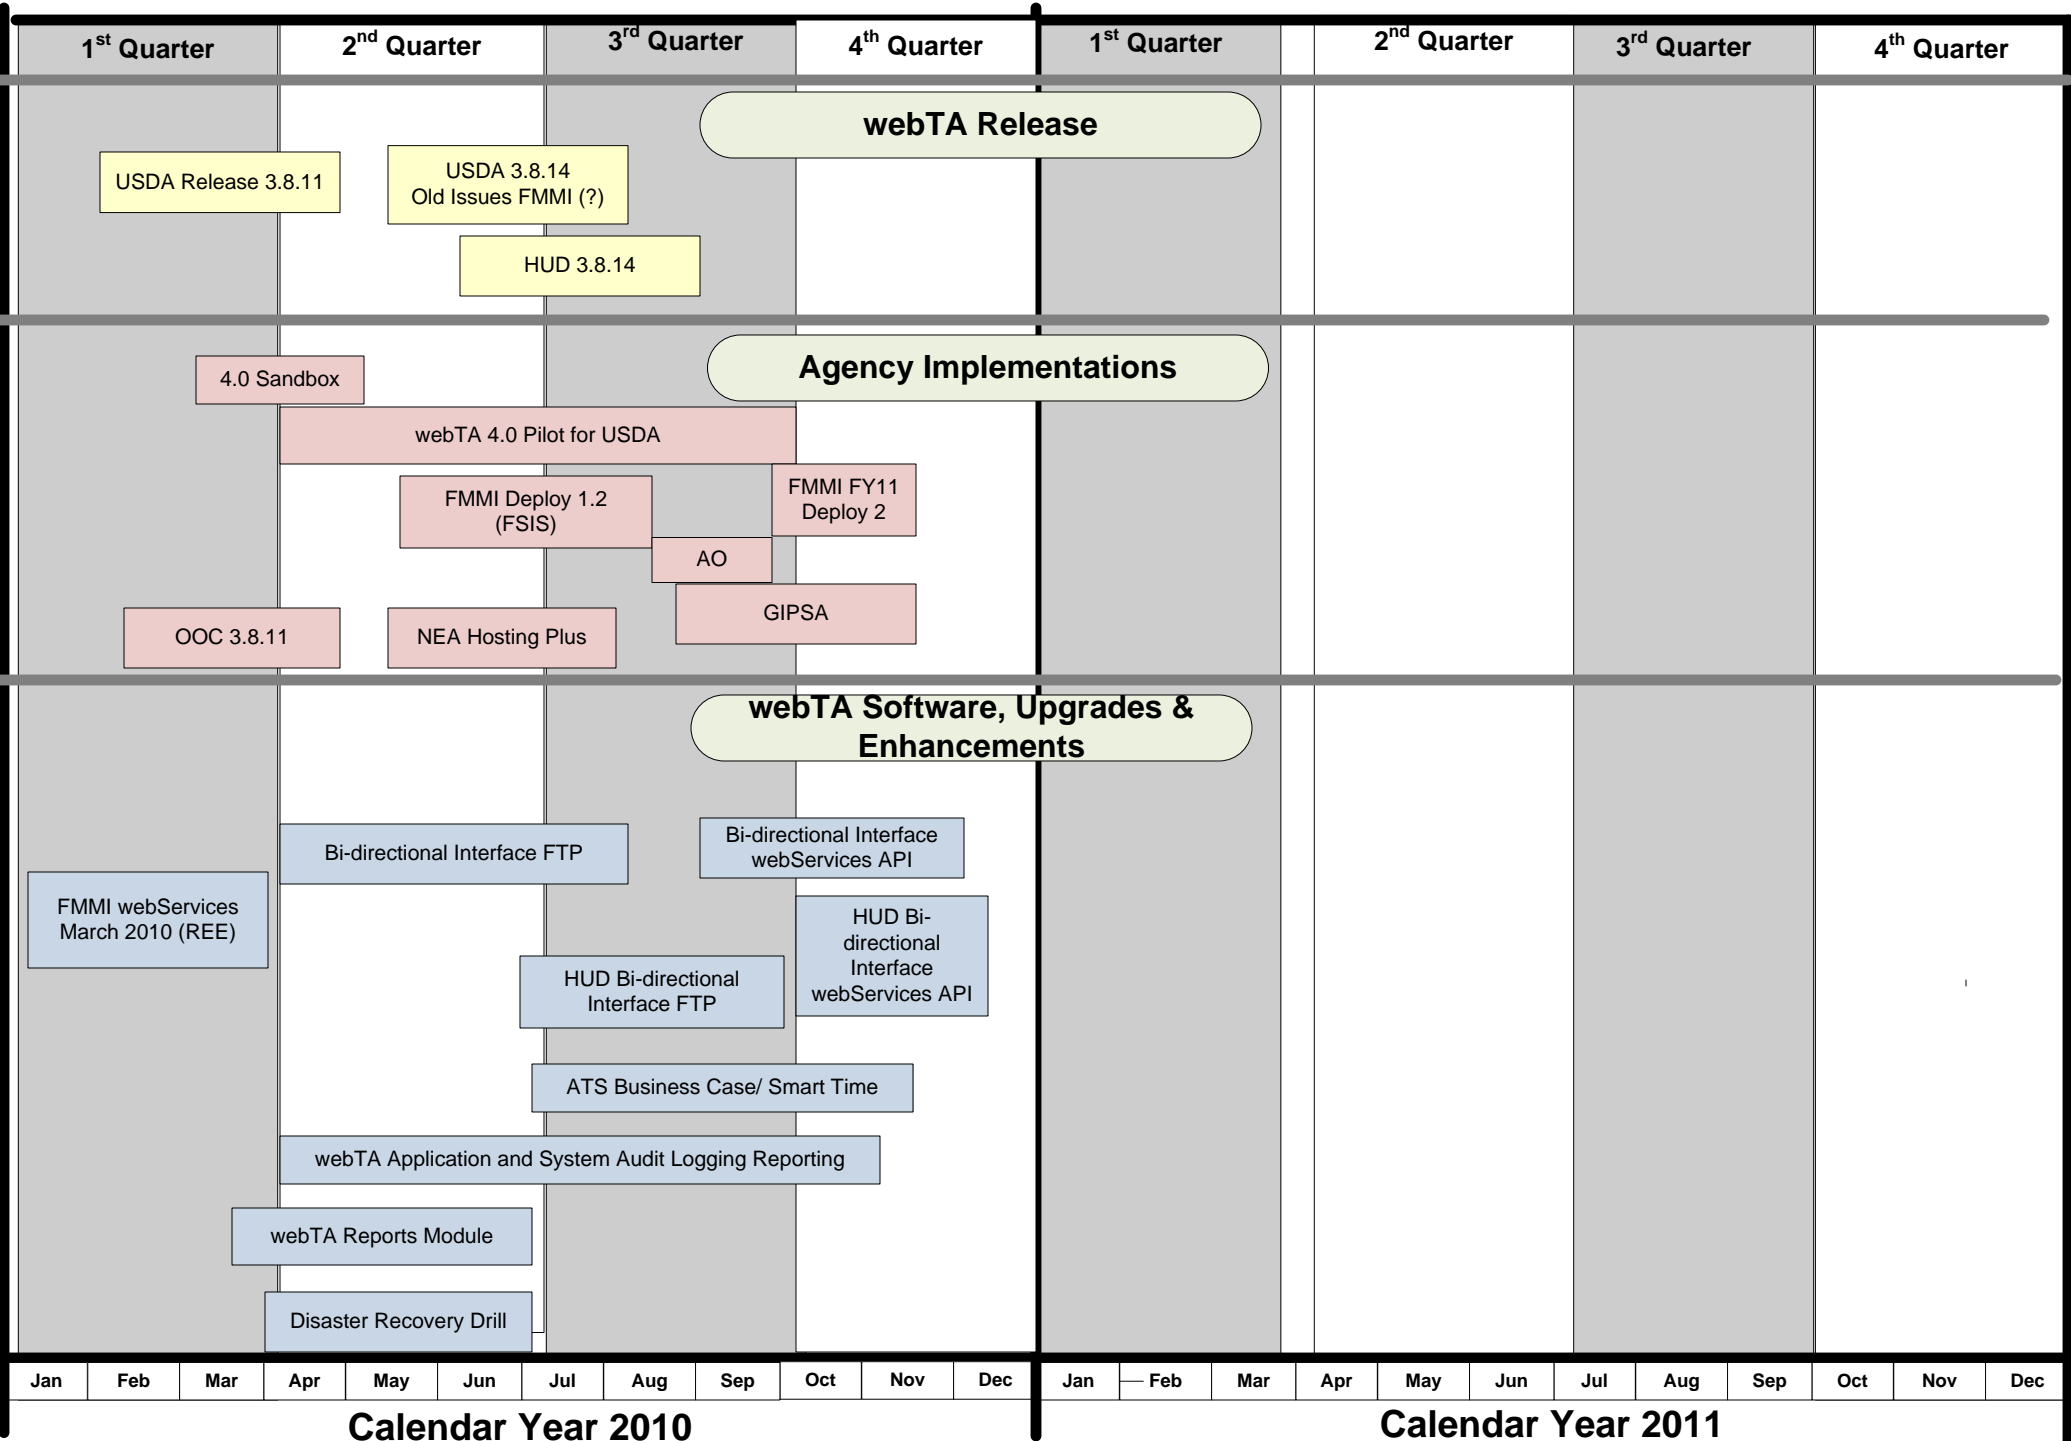 1st Quarter
2nd Quarter
3rd Quarter
4th Quarter
1st Quarter
2nd Quarter
3rd Quarter
4th Quarter
webTA Release
USDA Release 3.8.11
USDA 3.8.14
Old Issues FMMI (?)
HUD 3.8.14
Agency Implementations
4.0 Sandbox
webTA 4.0 Pilot for USDA
FMMI Deploy 1.2
(FSIS)
FMMI FY11
Deploy 2
AO
GIPSA
OOC 3.8.11
NEA Hosting Plus
webTA Software, Upgrades &
Enhancements
Bi-directional Interface FTP
Bi-directional Interface
webServices API
FMMI webServices
March 2010 (REE)
HUD Bi-
directional
Interface
webServices API
HUD Bi-directional
Interface FTP
ATS Business Case/ Smart Time
webTA Application and System Audit Logging Reporting
webTA Reports Module
Disaster Recovery Drill
Jan
Feb
Mar
Apr
May
Jun
Jul
Aug
Sep
Oct
Nov
Dec
Jan
Feb
Mar
Apr
May
Jun
Jul
Aug
Sep
Oct
Nov
Dec
Calendar Year 2010
Calendar Year 2011